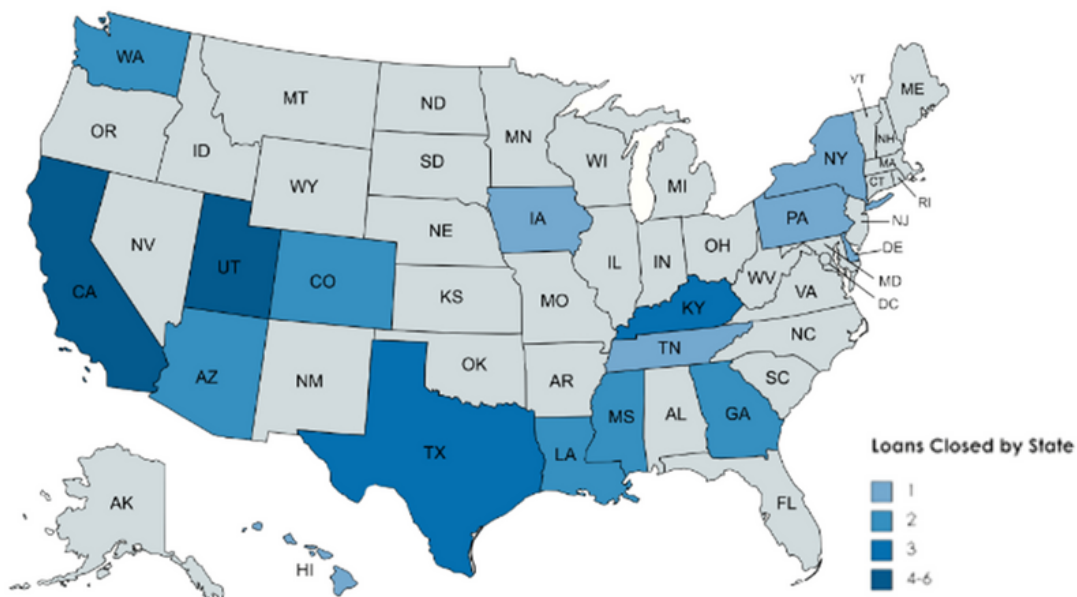 WA
OR
ID
MT
WY
ND
SD
NE
KS
OK
MN
WI
MI
IA
IL
IN
OH
MO
AR
NV
UT
CO
CA
AZ
NM
TX
LA
MS
AL
GA
FL
SC
NC
TN
KY
VA
WV
PA
NY
VT
NH
ME
MA
CT
RI
NJ
DE
MD
DC
AK
HI
Loans Closed by State
1
2
3
4-6